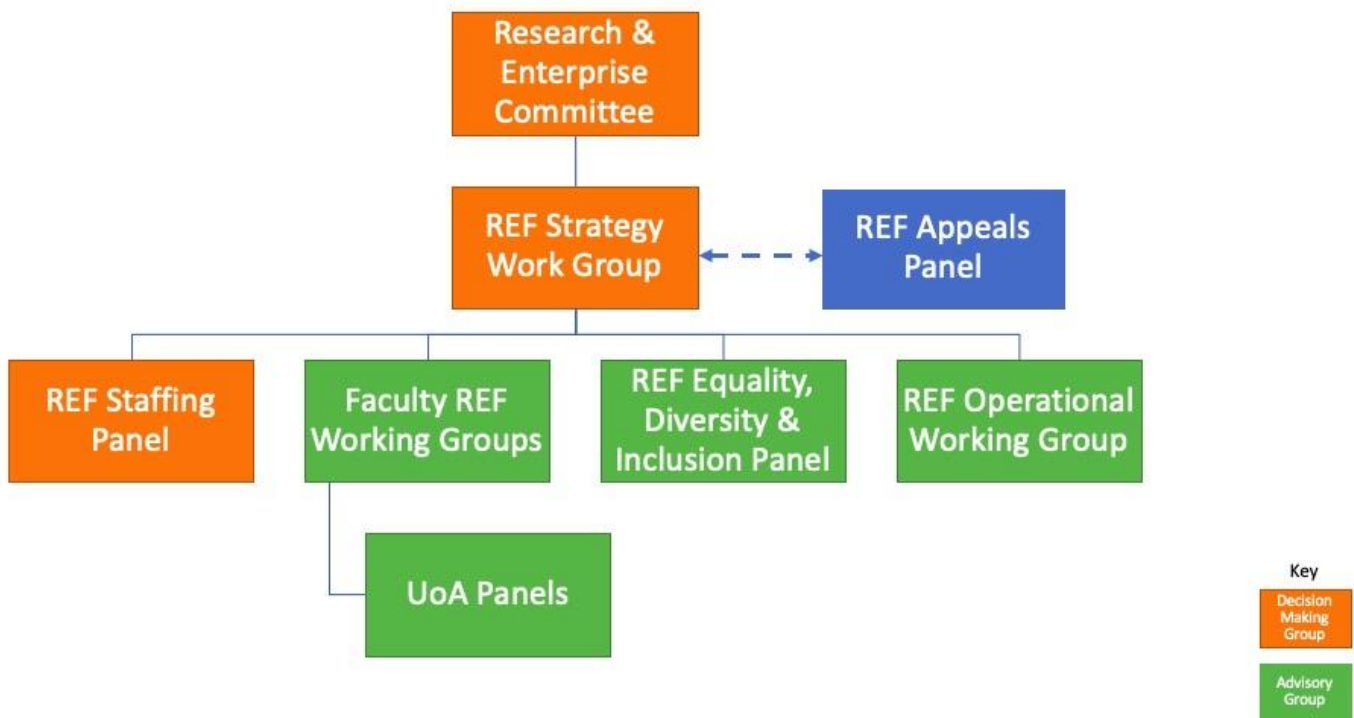 Research &
Enterprise
Committee
REF Strategy
Work Group
REF Appeals
Panel
REF Staffing
Panel
Faculty REF
Working Groups
REF Equality,
Diversity &
Inclusion Panel
REF Operational
Working Group
UoA Panels
Key
Decision
Making
Group
Advisory
Group